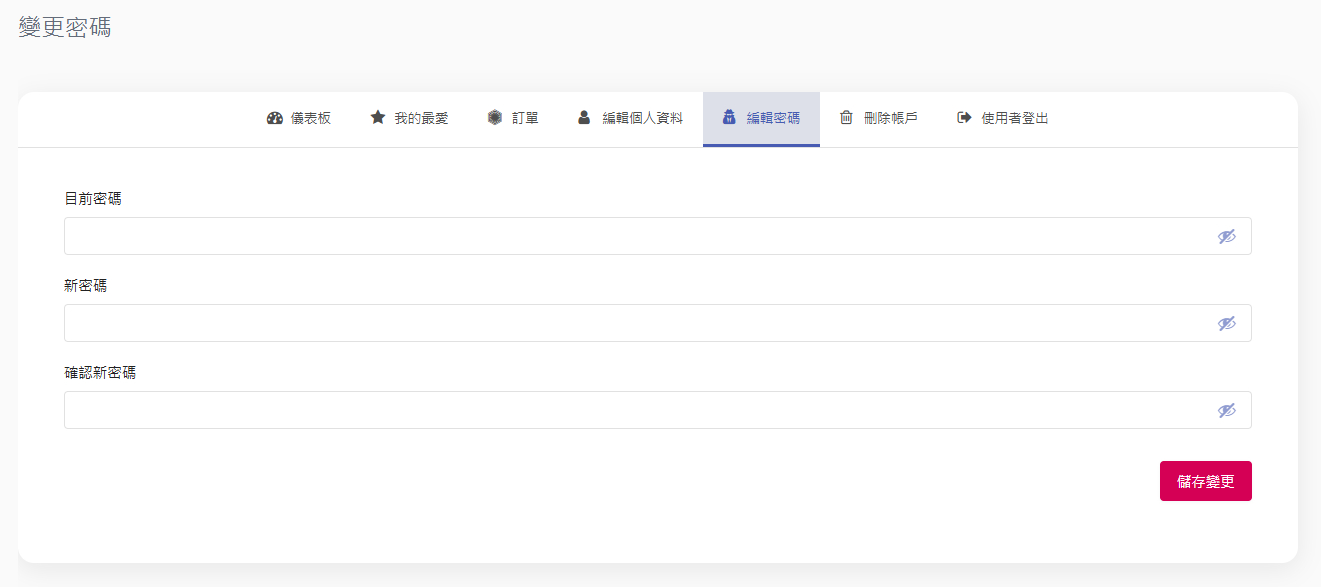 變更密碼
儀表板 我的最愛 訂單 編輯個人資料 編輯密碼 刪除帳戶 使用者登出
目前密碼
新密碼
確認新密碼
儲存變更